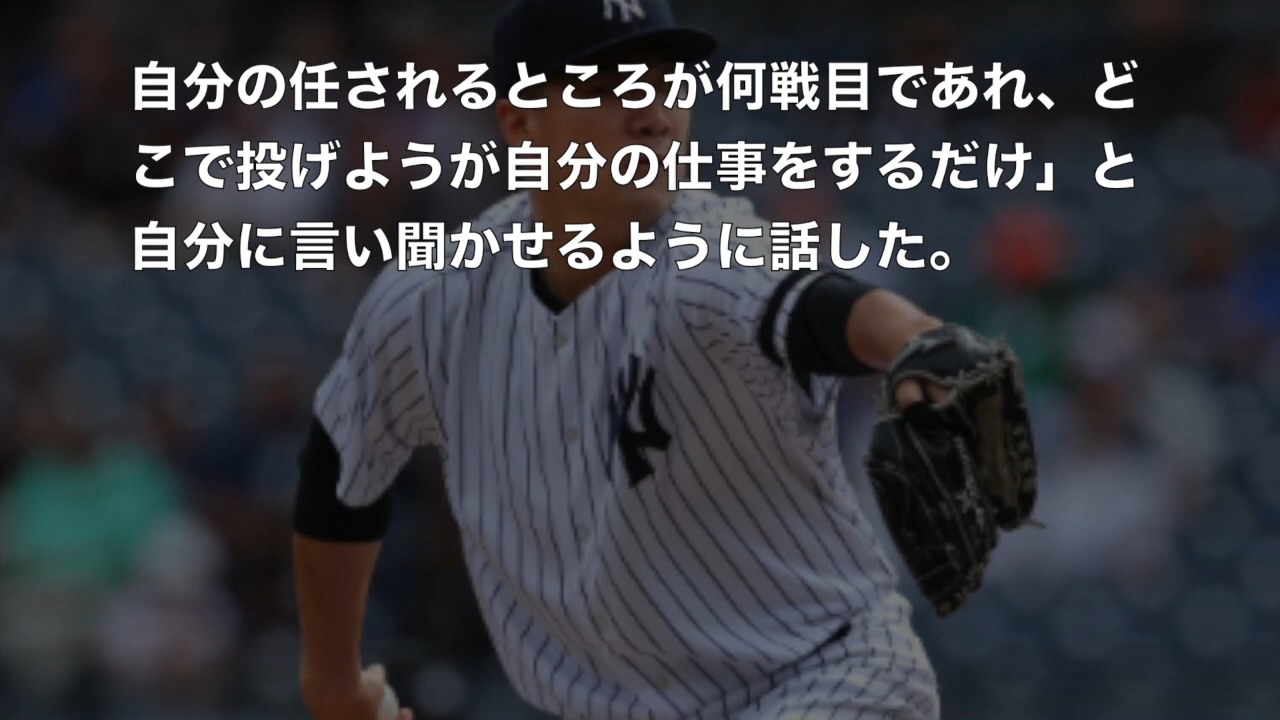 NY
自分の任されるところが何戦目であれ、ど
こで投げようが自分の仕事をするだけ」と
自分に言い聞かせるように話した。
NY